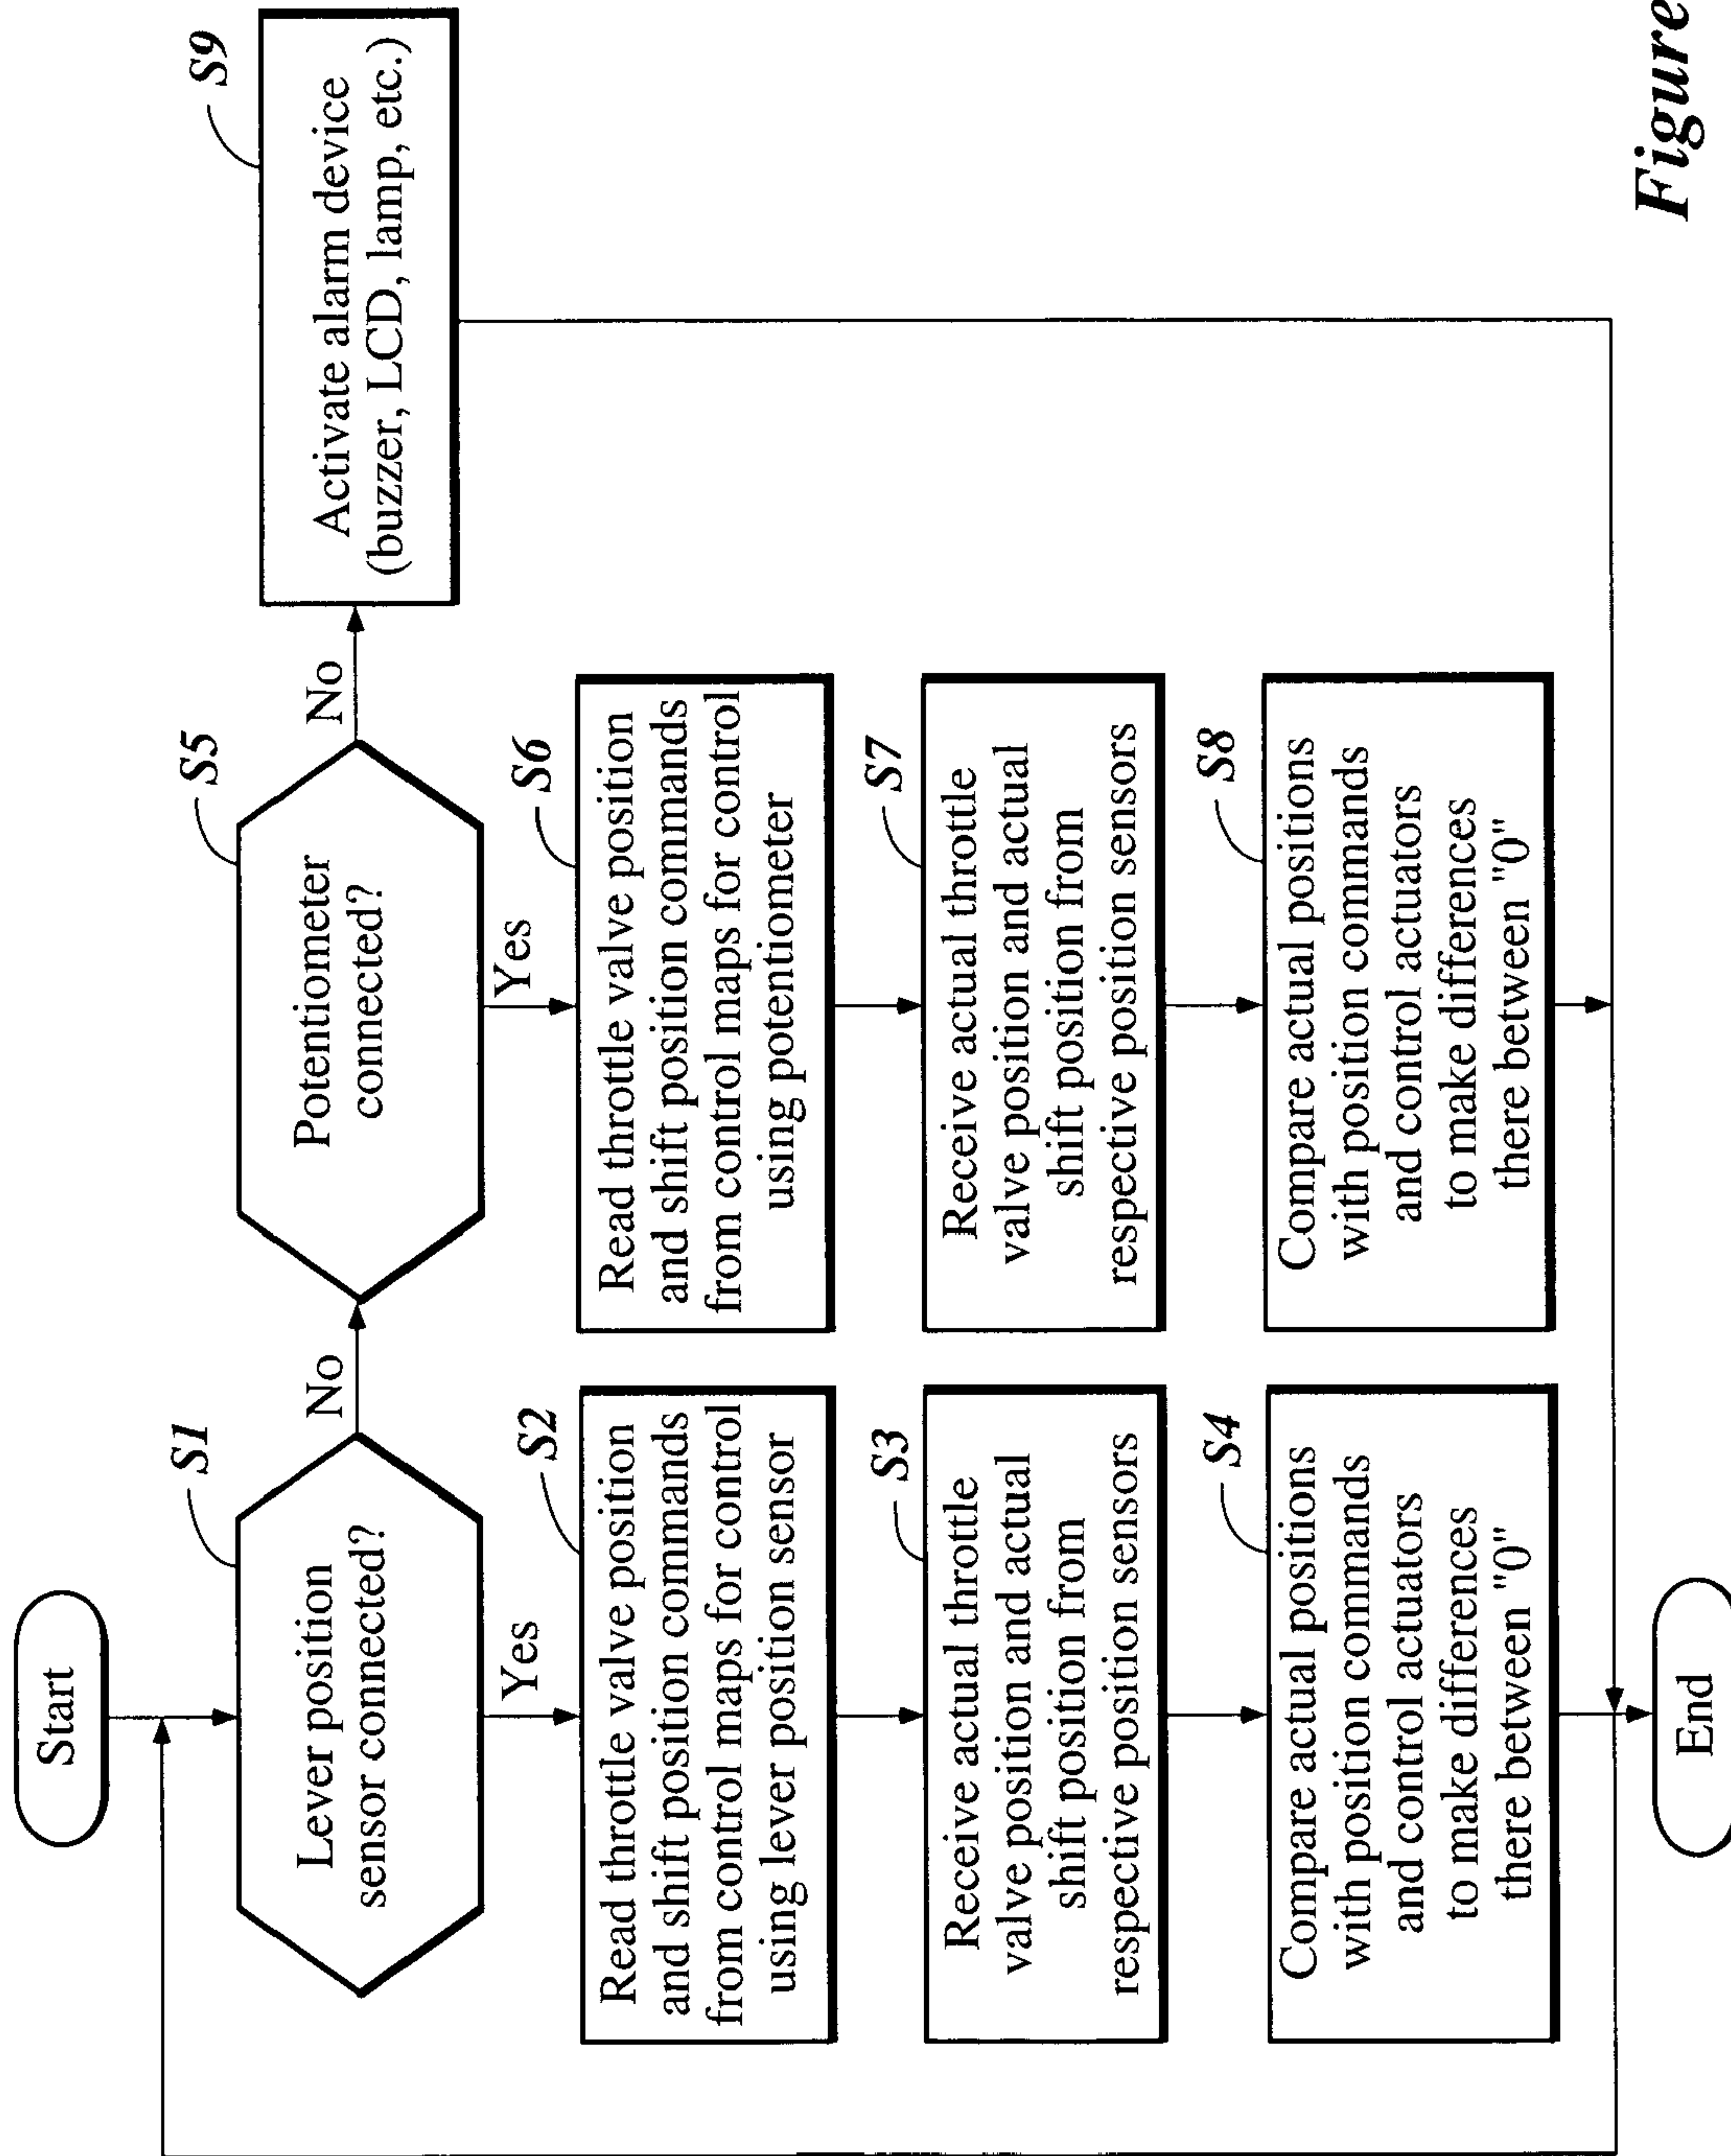 Start
S1
Lever position
sensor connected?
No
Yes
S2
Read throttle valve position
and shift position commands
from control maps for control
using lever position sensor
S3
Receive actual throttle
valve position and actual
shift position from
respective position sensors
S4
Compare actual positions
with position commands
and control actuators
to make differences
there between "0"
End
S5
Potentiometer
connected?
No
Yes
S6
Read throttle valve position
and shift position commands
from control maps for control
using potentiometer
S7
Receive actual throttle
valve position and actual
shift position from
respective position sensors
S8
Compare actual positions
with position commands
and control actuators
to make differences
there between "0"
S9
Activate alarm device
(buzzer, LCD, lamp, etc.)
Figure